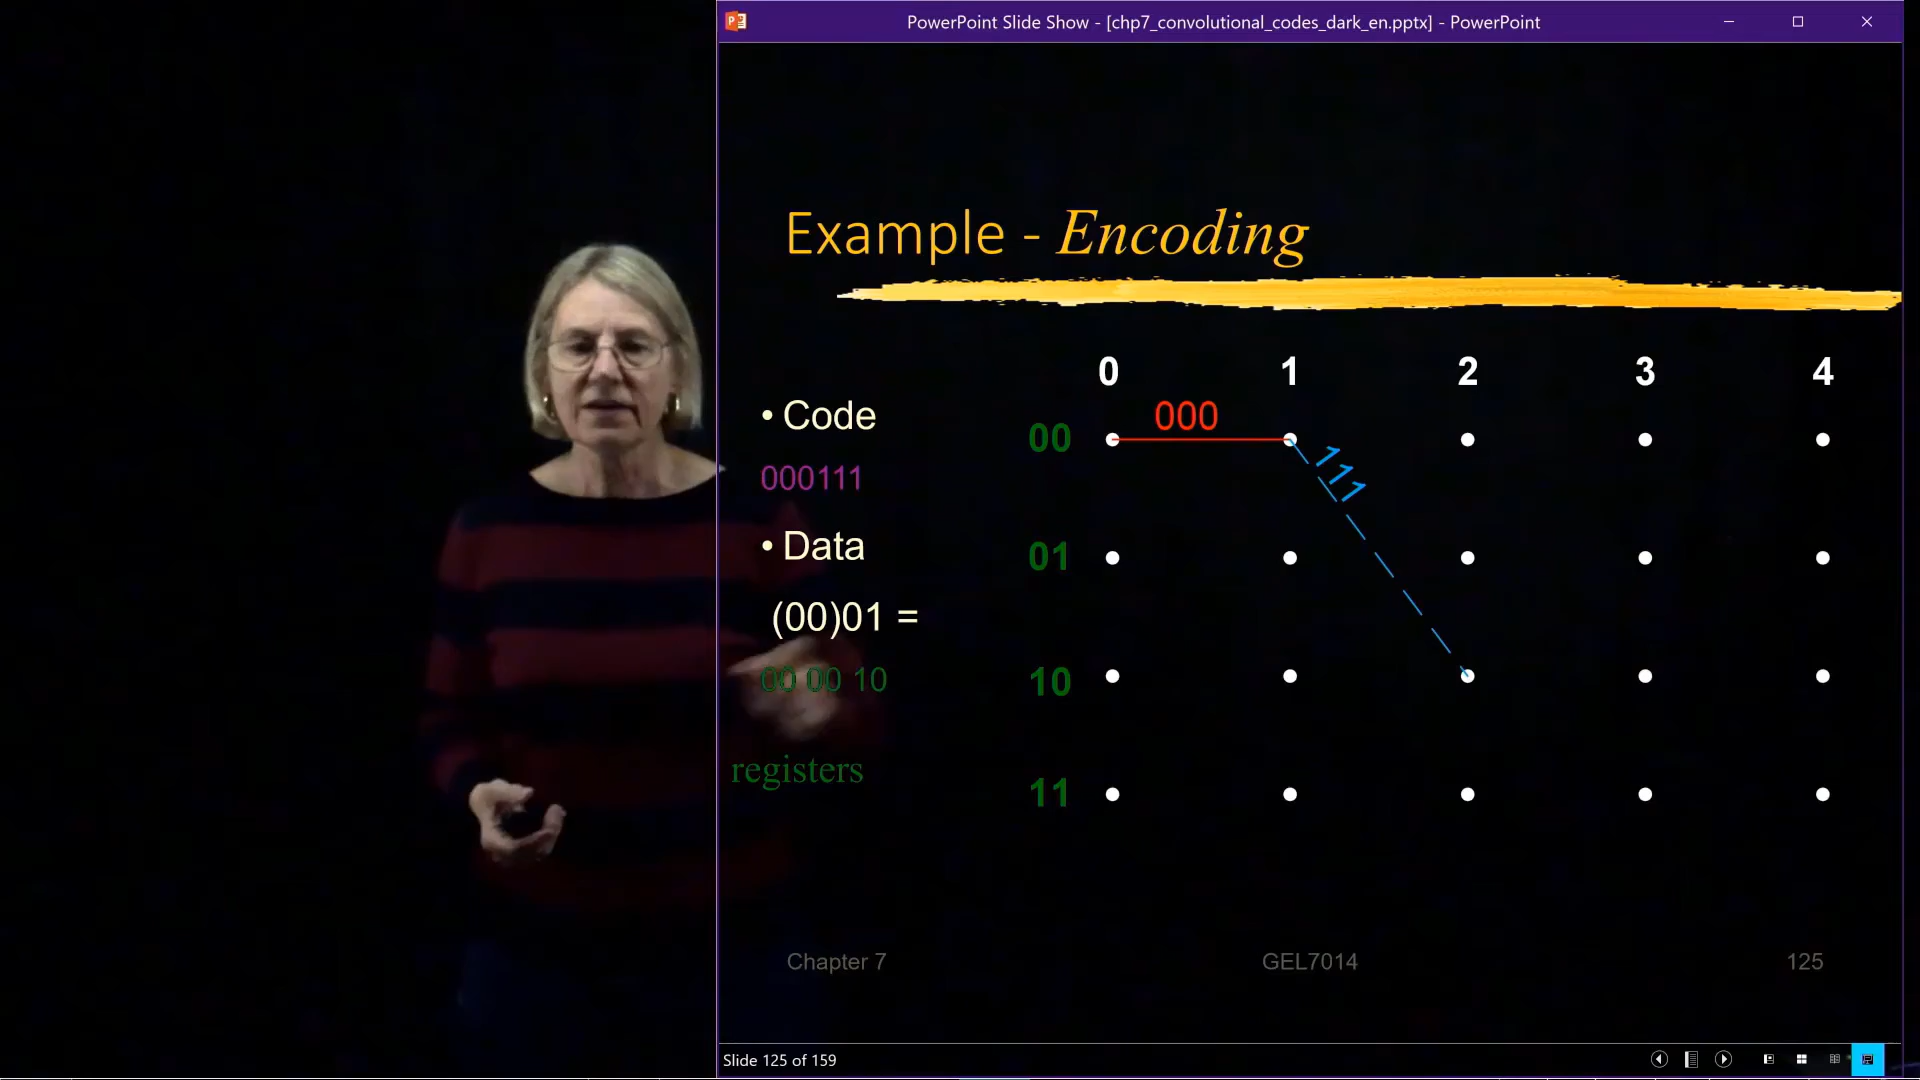 PowerPoint Slide Show - [chp7_convolutional_codes_dark_en.pptx] - PowerPoint
Example - Encoding
0 1 2 3 4
• Code
000
00
111
000111
• Data
01
(00)01 =
00 00 10
10
registers
11
Chapter 7 GEL7014 125
Slide 125 of 159